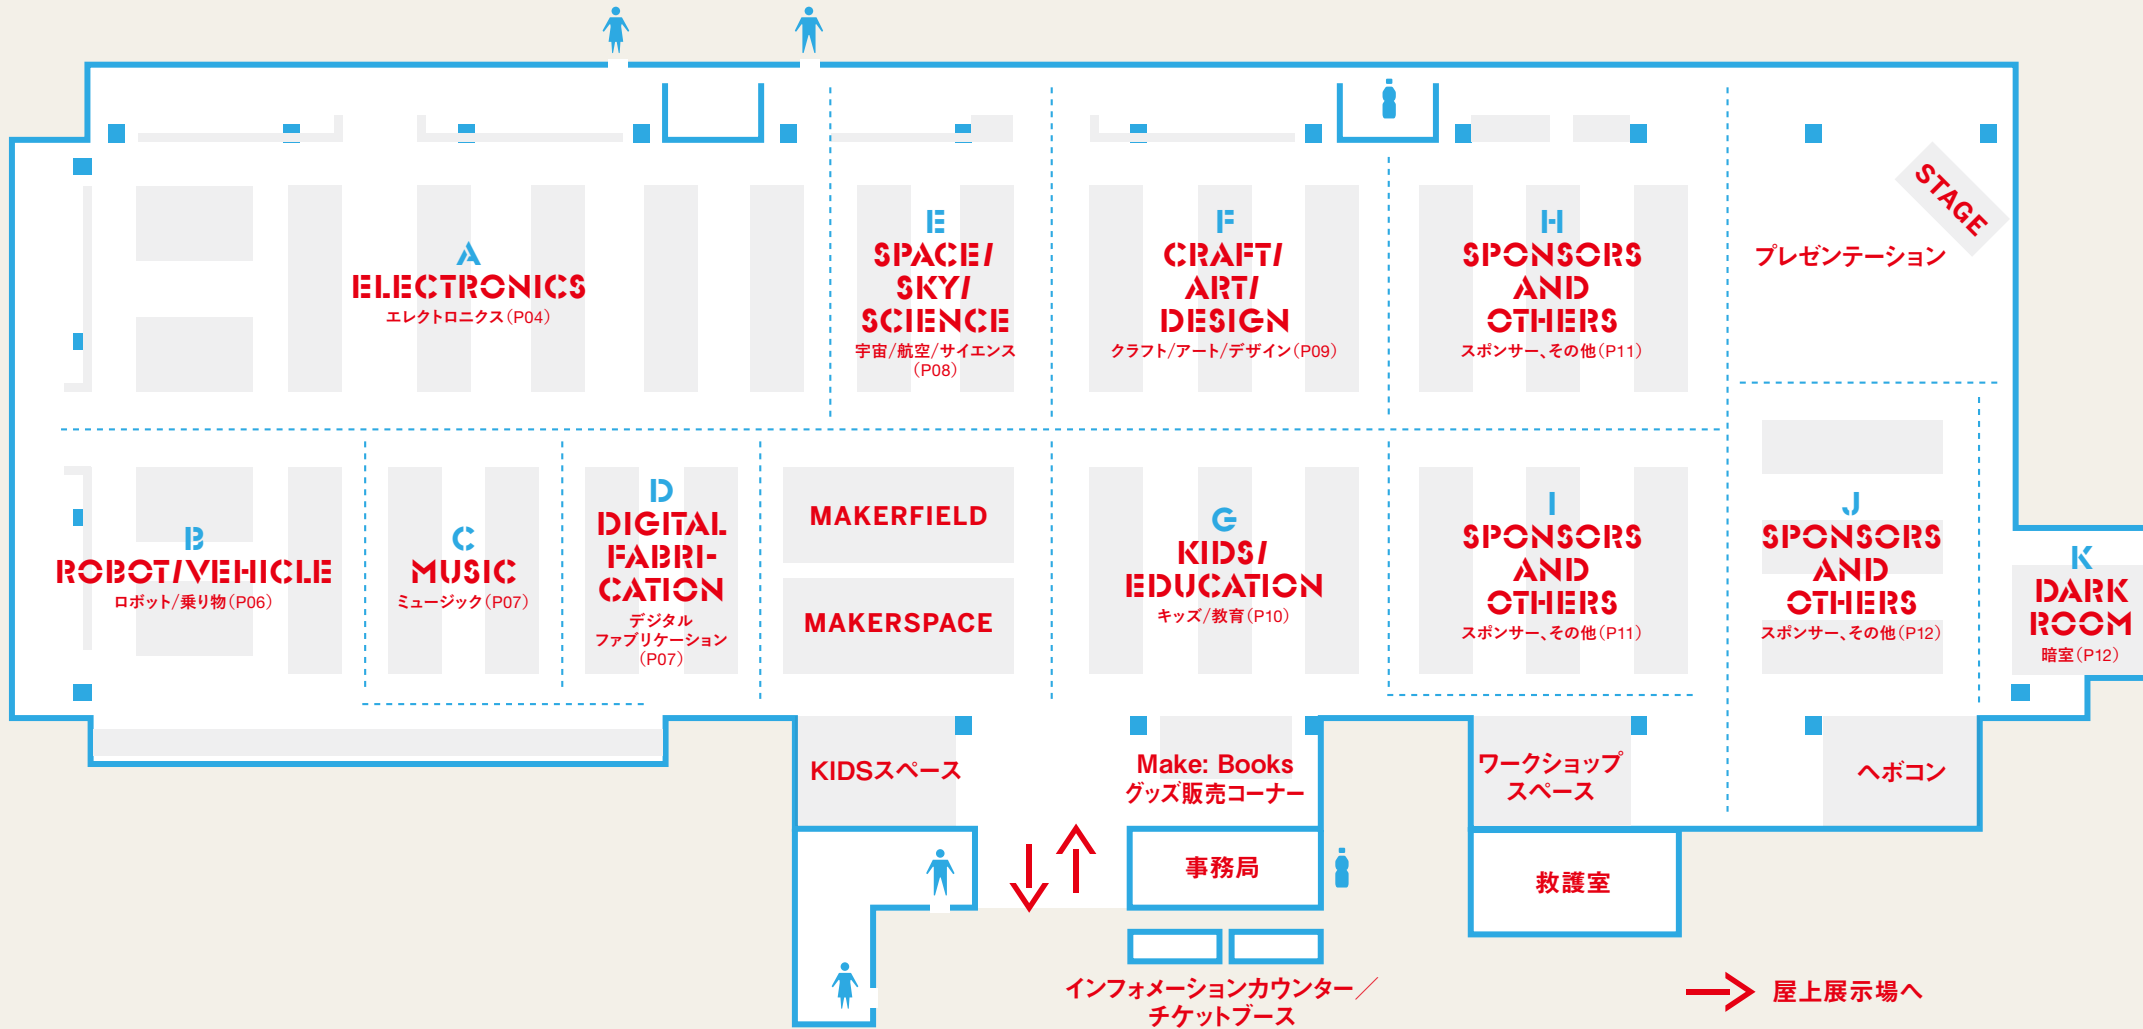 A
ELECTRONICS
エレクトロニクス(P04)
E
SPACE/
SKY/
SCIENCE
宇宙/航空/サイエンス
(P08)
F
CRAFT/
ART/
DESIGN
クラフト/アート/デザイン(P09)
H
SPONSORS
AND
OTHERS
スポンサー、その他(P11)
STAGE
プレゼンテーション
B
ROBOT/VEHICLE
ロボット/乗り物(P06)
C
MUSIC
ミュージック(P07)
D
DIGITAL
FABRI-
CATION
デジタル
ファブリケーション
(P07)
MAKERFIELD
MAKERSPACE
G
KIDS/
EDUCATION
キッズ/教育(P10)
I
SPONSORS
AND
OTHERS
スポンサー、その他(P11)
J
SPONSORS
AND
OTHERS
スポンサー、その他(P12)
K
DARK
ROOM
暗室(P12)
KIDSスペース
Make: Books
グッズ販売コーナー
ワークショップ
スペース
ヘボコン
事務局
救護室
インフォメーションカウンター／
チケットブース
屋上展示場へ